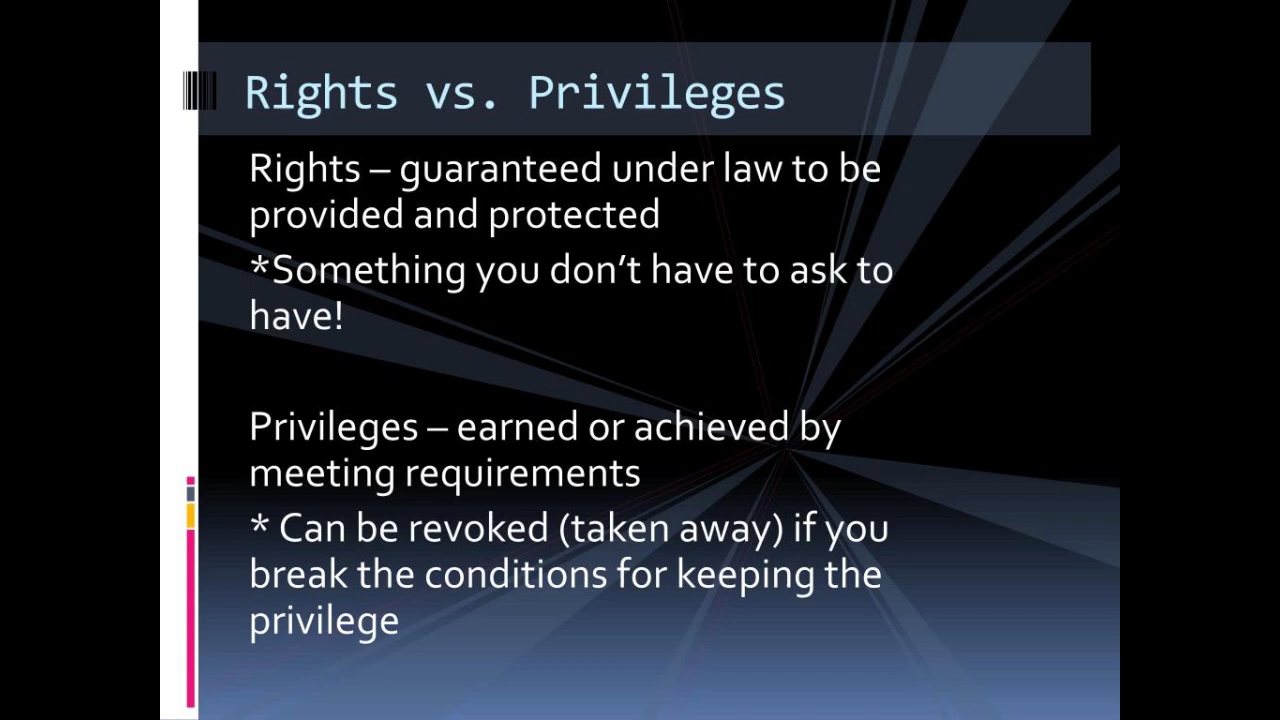 Rights vs. Privileges
Rights – guaranteed under law to be
provided and protected
*Something you don’t have to ask to
have!
Privileges – earned or achieved by
meeting requirements
* Can be revoked (taken away) if you
break the conditions for keeping the
privilege